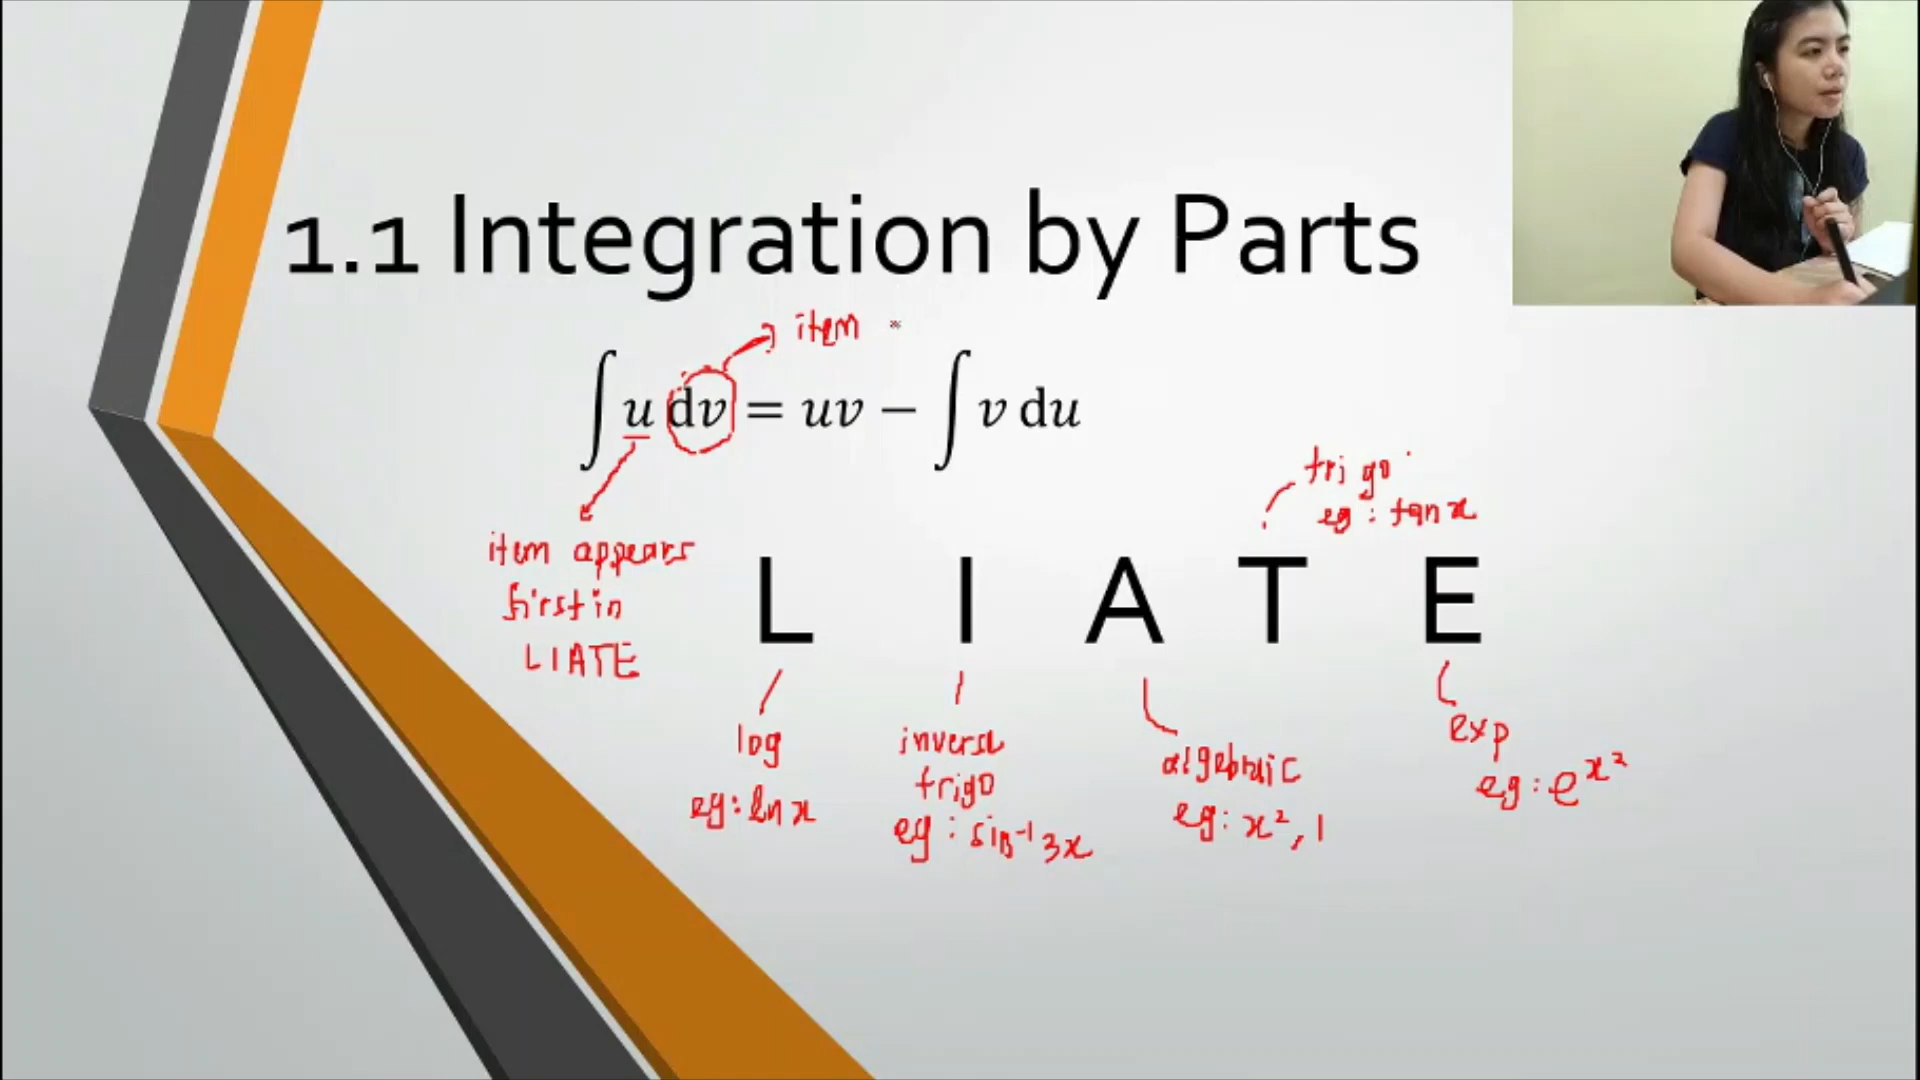 1.1 Integration by Parts
item
∫ u dv = uv − ∫ v du
item appears
first in
LIATE
trigo
eg: tan x
L I A T E
log
eg: ln x
inverse
trigo
eg: sin⁻¹ 3x
algebraic
eg: x², 1
exp
eg: e^x²